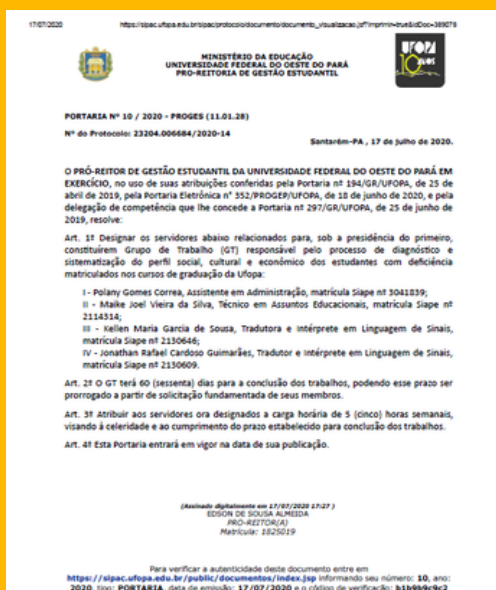 17/07/2020 https://sipac.ufopa.edu.br/sipac/protocolo/documento/documento_visualizacao.jsf?imprimir=true&idDoc=389078
UFOPA
10 anos
MINISTÉRIO DA EDUCAÇÃO
UNIVERSIDADE FEDERAL DO OESTE DO PARÁ
PRO-REITORIA DE GESTÃO ESTUDANTIL
PORTARIA Nº 10 / 2020 - PROGES (11.01.28)
Nº do Protocolo: 23204.006684/2020-14
Santarém-PA , 17 de julho de 2020.
O PRÓ-REITOR DE GESTÃO ESTUDANTIL DA UNIVERSIDADE FEDERAL DO OESTE DO PARÁ EM
EXERCÍCIO, no uso de suas atribuições conferidas pela Portaria nº 194/GR/UFOPA, de 25 de
abril de 2019, pela Portaria Eletrônica n° 352/PROGEP/UFOPA, de 18 de junho de 2020, e pela
delegação de competência que lhe concede a Portaria nº 297/GR/UFOPA, de 25 de junho de
2019, resolve:
Art. 1º Designar os servidores abaixo relacionados para, sob a presidência do primeiro,
constituírem Grupo de Trabalho (GT) responsável pelo processo de diagnóstico e
sistematização do perfil social, cultural e econômico dos estudantes com deficiência
matriculados nos cursos de graduação da Ufopa:
I - Polany Gomes Correa, Assistente em Administração, matrícula Siape nº 3041839;
II - Maike Joel Vieira da Silva, Técnico em Assuntos Educacionais, matrícula Siape nº
2114314;
III - Kellen Maria Garcia de Sousa, Tradutora e Intérprete em Linguagem de Sinais,
matrícula Siape nº 2130646;
IV - Jonathan Rafael Cardoso Guimarães, Tradutor e Intérprete em Linguagem de Sinais,
matrícula Siape nº 2130609.
Art. 2º O GT terá 60 (sessenta) dias para a conclusão dos trabalhos, podendo esse prazo ser
prorrogado a partir de solicitação fundamentada de seus membros.
Art. 3º Atribuir aos servidores ora designados a carga horária de 5 (cinco) horas semanais,
visando à celeridade e ao cumprimento do prazo estabelecido para conclusão dos trabalhos.
Art. 4º Esta Portaria entrará em vigor na data de sua publicação.
(Assinado digitalmente em 17/07/2020 17:27 )
EDSON DE SOUSA ALMEIDA
PRO-REITOR(A)
Matrícula: 1825019
Para verificar a autenticidade deste documento entre em
https://sipac.ufopa.edu.br/public/documentos/index.jsp informando seu número: 10, ano:
2020, tipo: PORTARIA, data de emissão: 17/07/2020 e o código de verificação: b1b9b9c9c2